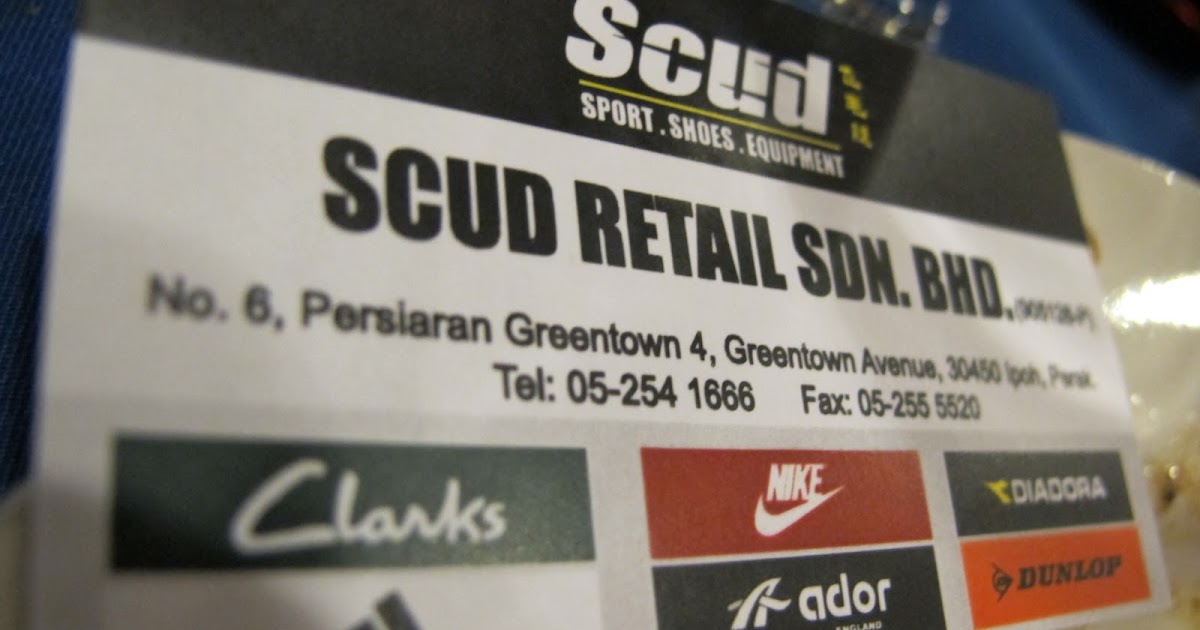 scud
SPORT . SHOES . EQUIPMENT
SCUD RETAIL SDN. BHD.
No. 6, Persiaran Greentown 4, Greentown Avenue, 30450 Ipoh, Perak.
Tel: 05-254 1666 Fax: 05-255 5520
Clarks
NIKE
DIADORA
DUNLOP
ador
ENGLAND